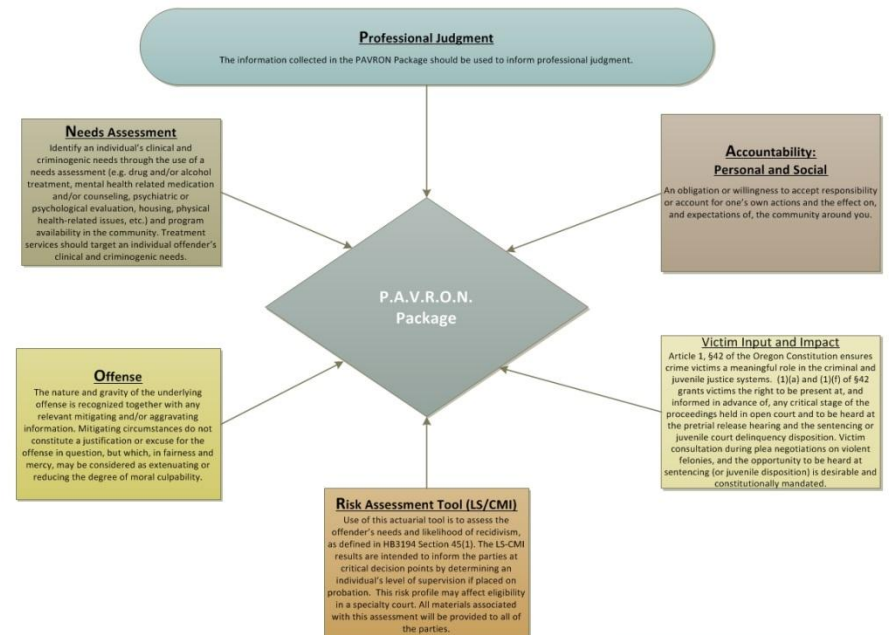 Professional Judgment
The information collected in the PAVRON Package should be used to inform professional judgment.
Needs Assessment
Identify an individual's clinical and
criminogenic needs through the use of a
needs assessment (e.g. drug and/or alcohol
treatment, mental health related medication
and/or counseling, psychiatric or
psychological evaluation, housing, physical
health-related issues, etc.) and program
availability in the community. Treatment
services should target an individual offender's
clinical and criminogenic needs.
Accountability:
Personal and Social
An obligation or willingness to accept responsibility
or account for one's own actions and the effect on,
and expectations of, the community around you.
P.A.V.R.O.N.
Package
Offense
The nature and gravity of the underlying
offense is recognized together with any
relevant mitigating and/or aggravating
information. Mitigating circumstances do not
constitute a justification or excuse for the
offense in question, but which, in fairness and
mercy, may be considered as extenuating or
reducing the degree of moral culpability.
Victim Input and Impact
Article 1, §42 of the Oregon Constitution ensures
crime victims a meaningful role in the criminal and
juvenile justice systems. (1)(a) and (1)(f) of §42
grants victims the right to be present at, and
informed in advance of, any critical stage of the
proceedings held in open court and to be heard at
the pretrial release hearing and the sentencing or
juvenile court delinquency disposition. Victim
consultation during plea negotiations on violent
felonies, and the opportunity to be heard at
sentencing (or juvenile disposition) is desirable and
constitutionally mandated.
Risk Assessment Tool (LS/CMI)
Use of this actuarial tool is to assess the
offender's needs and likelihood of recidivism,
as defined in HB3194 Section 45(1). The LS-CMI
results are intended to inform the parties at
critical decision points by determining an
individual's level of supervision if placed on
probation. This risk profile may affect eligibility
in a specialty court. All materials associated
with this assessment will be provided to all of
the parties.